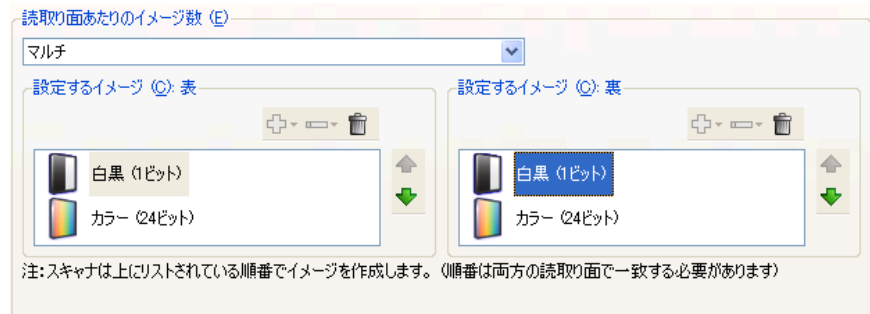 読取り面あたりのイメージ数 (E)
マルチ
設定するイメージ (C): 表
白黒 (1ビット)
カラー (24ビット)
設定するイメージ (C): 裏
白黒 (1ビット)
カラー (24ビット)
注:スキャナは上にリストされている順番でイメージを作成します。(順番は両方の読取り面で一致する必要があります)